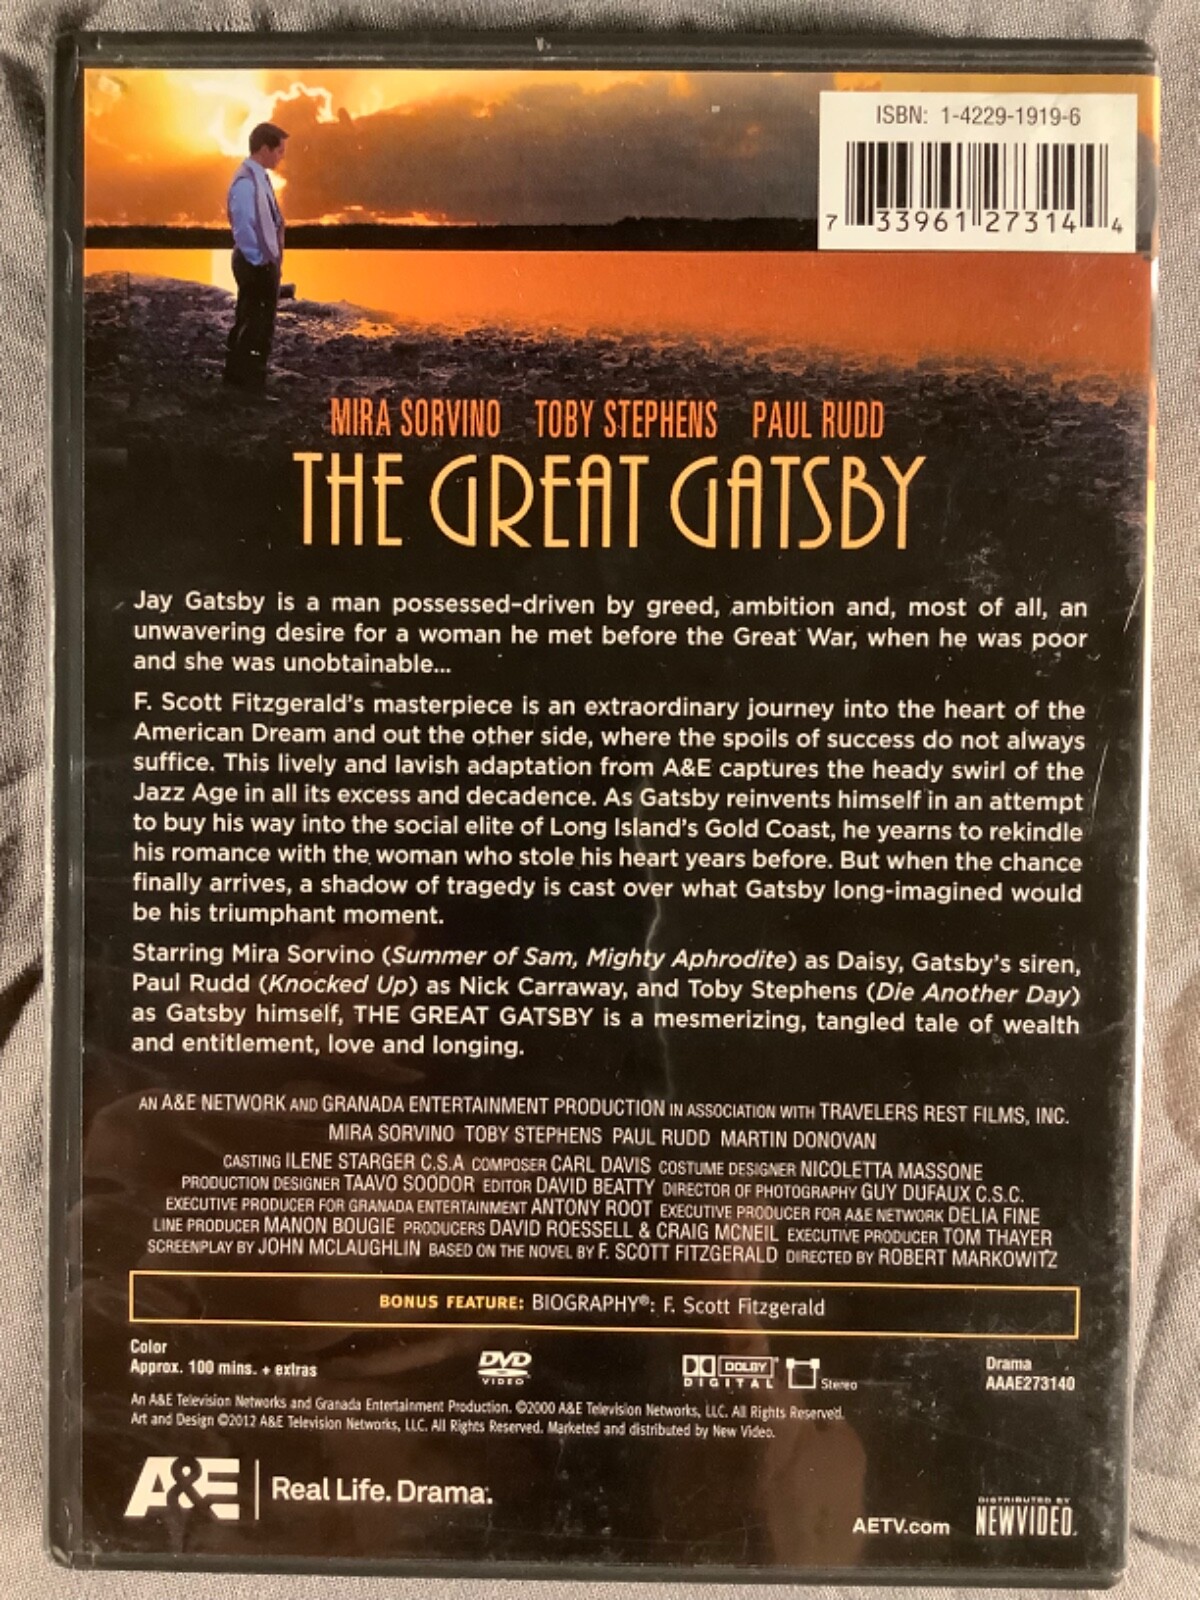 ISBN: 1-4229-1919-6
7 33961 27314 4
MIRA SORVINO TOBY STEPHENS PAUL RUDD
THE GREAT GATSBY
Jay Gatsby is a man possessed–driven by greed, ambition and, most of all, an
unwavering desire for a woman he met before the Great War, when he was poor
and she was unobtainable...
F. Scott Fitzgerald's masterpiece is an extraordinary journey into the heart of the
American Dream and out the other side, where the spoils of success do not always
suffice. This lively and lavish adaptation from A&E captures the heady swirl of the
Jazz Age in all its excess and decadence. As Gatsby reinvents himself in an attempt
to buy his way into the social elite of Long Island's Gold Coast, he yearns to rekindle
his romance with the woman who stole his heart years before. But when the chance
finally arrives, a shadow of tragedy is cast over what Gatsby long-imagined would
be his triumphant moment.
Starring Mira Sorvino (Summer of Sam, Mighty Aphrodite) as Daisy, Gatsby's siren,
Paul Rudd (Knocked Up) as Nick Carraway, and Toby Stephens (Die Another Day)
as Gatsby himself, THE GREAT GATSBY is a mesmerizing, tangled tale of wealth
and entitlement, love and longing.
AN A&E NETWORK AND GRANADA ENTERTAINMENT PRODUCTION IN ASSOCIATION WITH TRAVELERS REST FILMS, INC.
MIRA SORVINO TOBY STEPHENS PAUL RUDD MARTIN DONOVAN
CASTING ILENE STARGER C.S.A COMPOSER CARL DAVIS COSTUME DESIGNER NICOLETTA MASSONE
PRODUCTION DESIGNER TAAVO SOODOR EDITOR DAVID BEATTY DIRECTOR OF PHOTOGRAPHY GUY DUFAUX C.S.C.
EXECUTIVE PRODUCER FOR GRANADA ENTERTAINMENT ANTONY ROOT EXECUTIVE PRODUCER FOR A&E NETWORK DELIA FINE
LINE PRODUCER MANON BOUGIE PRODUCERS DAVID ROESSELL & CRAIG MCNEIL EXECUTIVE PRODUCER TOM THAYER
SCREENPLAY BY JOHN MCLAUGHLIN BASED ON THE NOVEL BY F. SCOTT FITZGERALD DIRECTED BY ROBERT MARKOWITZ
BONUS FEATURE: BIOGRAPHY®: F. Scott Fitzgerald
Color
Approx. 100 mins. + extras
DVD
VIDEO
DOLBY
DIGITAL
Stereo
Drama
AAAE273140
An A&E Television Networks and Granada Entertainment Production. ©2000 A&E Television Networks, LLC. All Rights Reserved.
Art and Design ©2012 A&E Television Networks, LLC. All Rights Reserved. Marketed and distributed by New Video.
A&E Real Life. Drama.
AETV.com
DISTRIBUTED BY
NEWVIDEO.